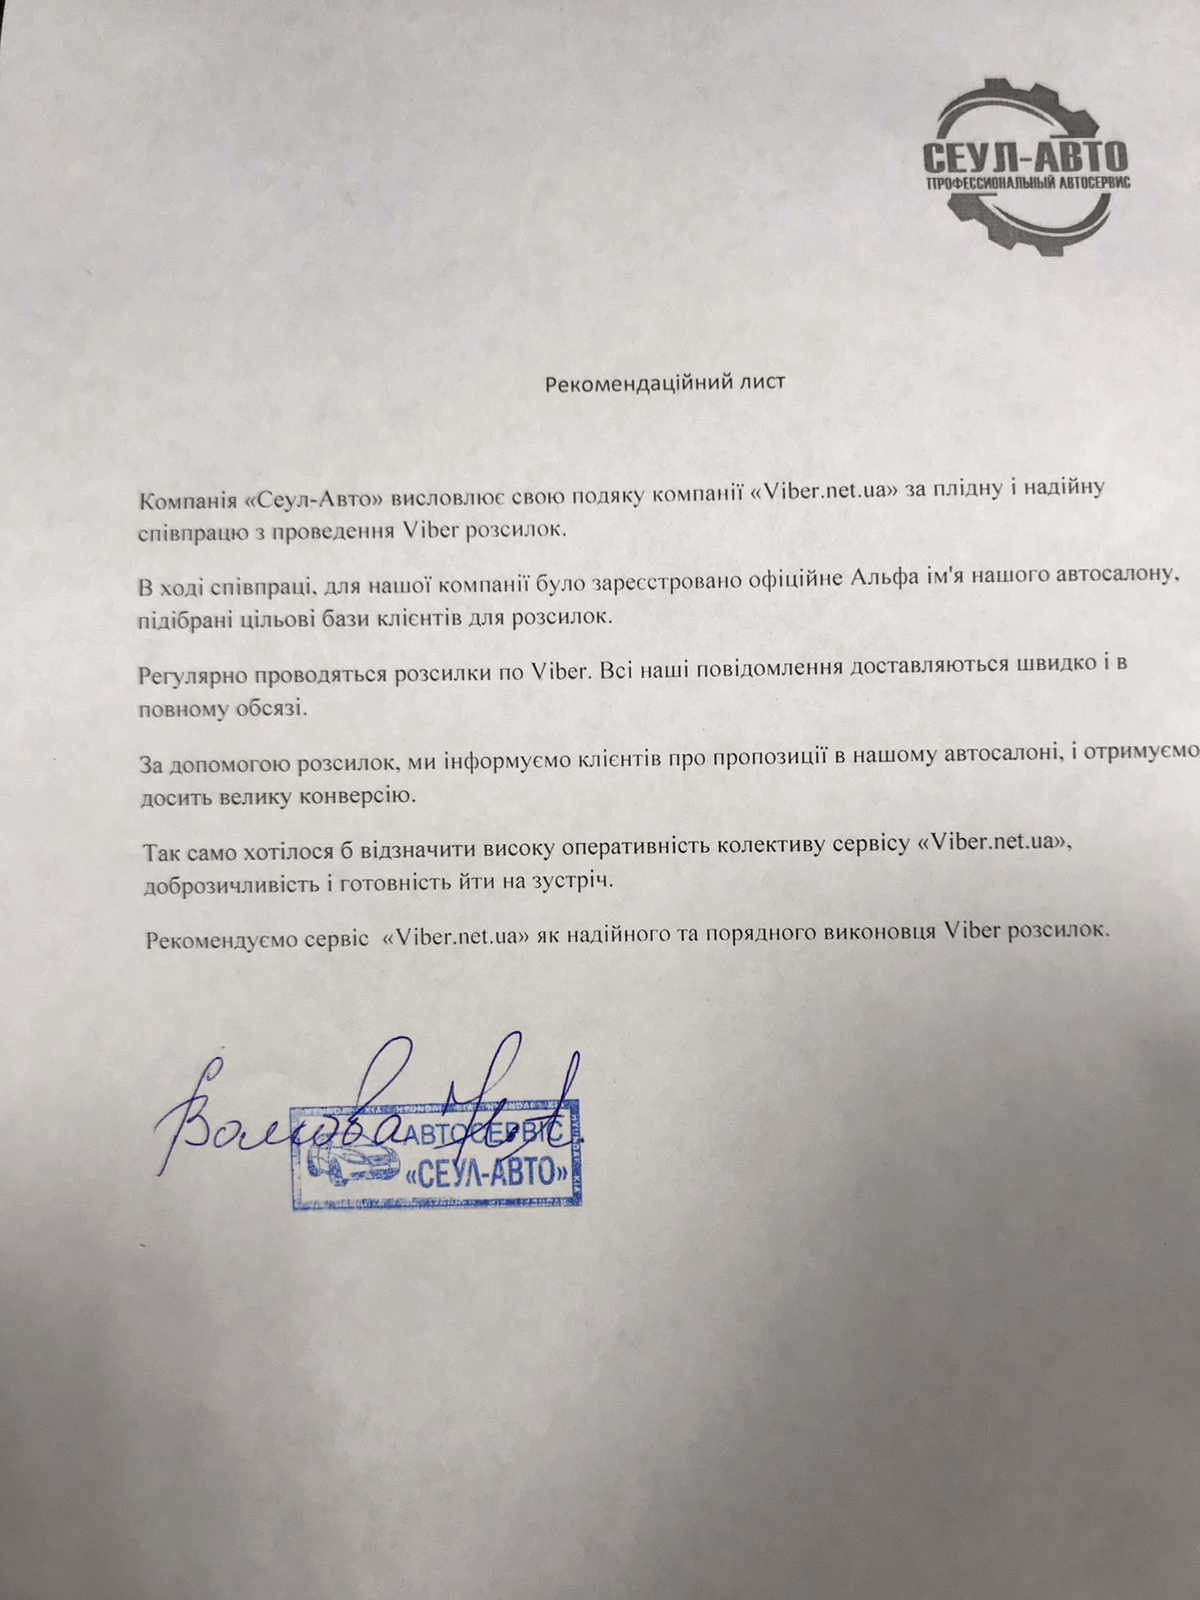 СЕУЛ-АВТО
ПРОФЕССИОНАЛЬНЫЙ АВТОСЕРВИС
Рекомендаційний лист
Компанія «Сеул-Авто» висловлює свою подяку компанії «Viber.net.ua» за плідну і надійну
співпрацю з проведення Viber розсилок.
В ході співпраці, для нашої компанії було зареєстровано офіційне Альфа ім'я нашого автосалону,
підібрані цільові бази клієнтів для розсилок.
Регулярно проводяться розсилки по Viber. Всі наші повідомлення доставляються швидко і в
повному обсязі.
За допомогою розсилок, ми інформуємо клієнтів про пропозиції в нашому автосалоні, і отримуємо
досить велику конверсію.
Так само хотілося б відзначити високу оперативність колективу сервісу «Viber.net.ua»,
доброзичливість і готовність йти на зустріч.
Рекомендуємо сервіс «Viber.net.ua» як надійного та порядного виконовця Viber розсилок.
АВТОСЕРВІС
«СЕУЛ-АВТО»